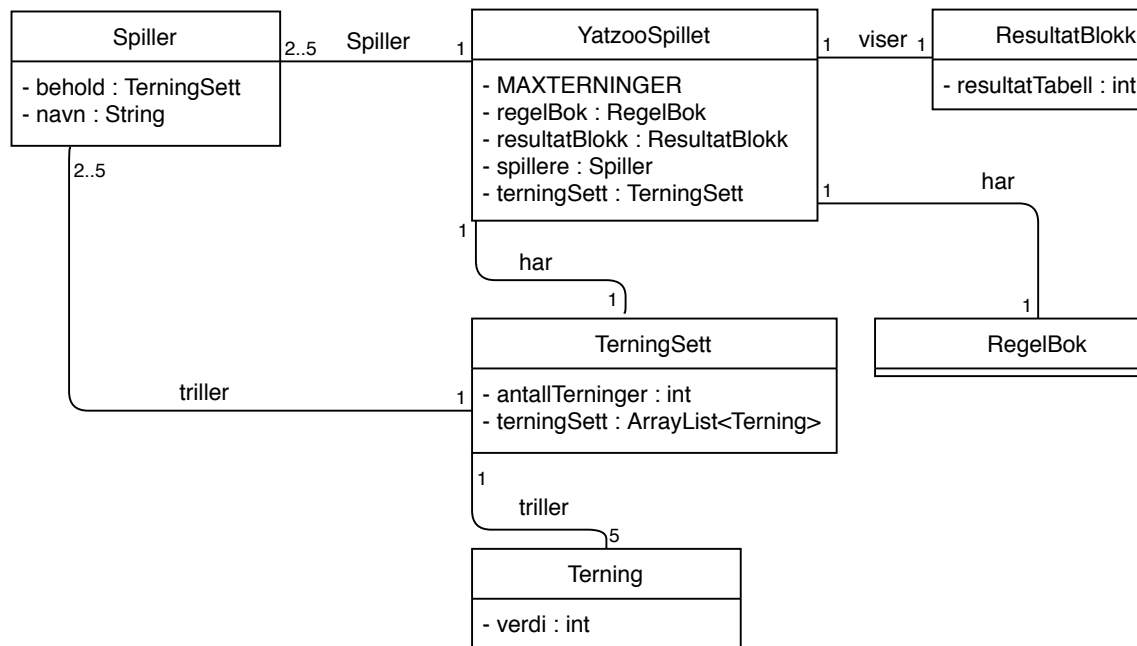 Spiller
- behold : TerningSett
- navn : String
2..5
Spiller
1
YatzooSpillet
- MAXTERNINGER
- regelBok : RegelBok
- resultatBlokk : ResultatBlokk
- spillere : Spiller
- terningSett : TerningSett
1
viser
1
ResultatBlokk
- resultatTabell : int
2..5
triller
1
1
har
1
1
har
1
RegelBok
TerningSett
- antallTerninger : int
- terningSett : ArrayList<Terning>
1
triller
5
Terning
- verdi : int